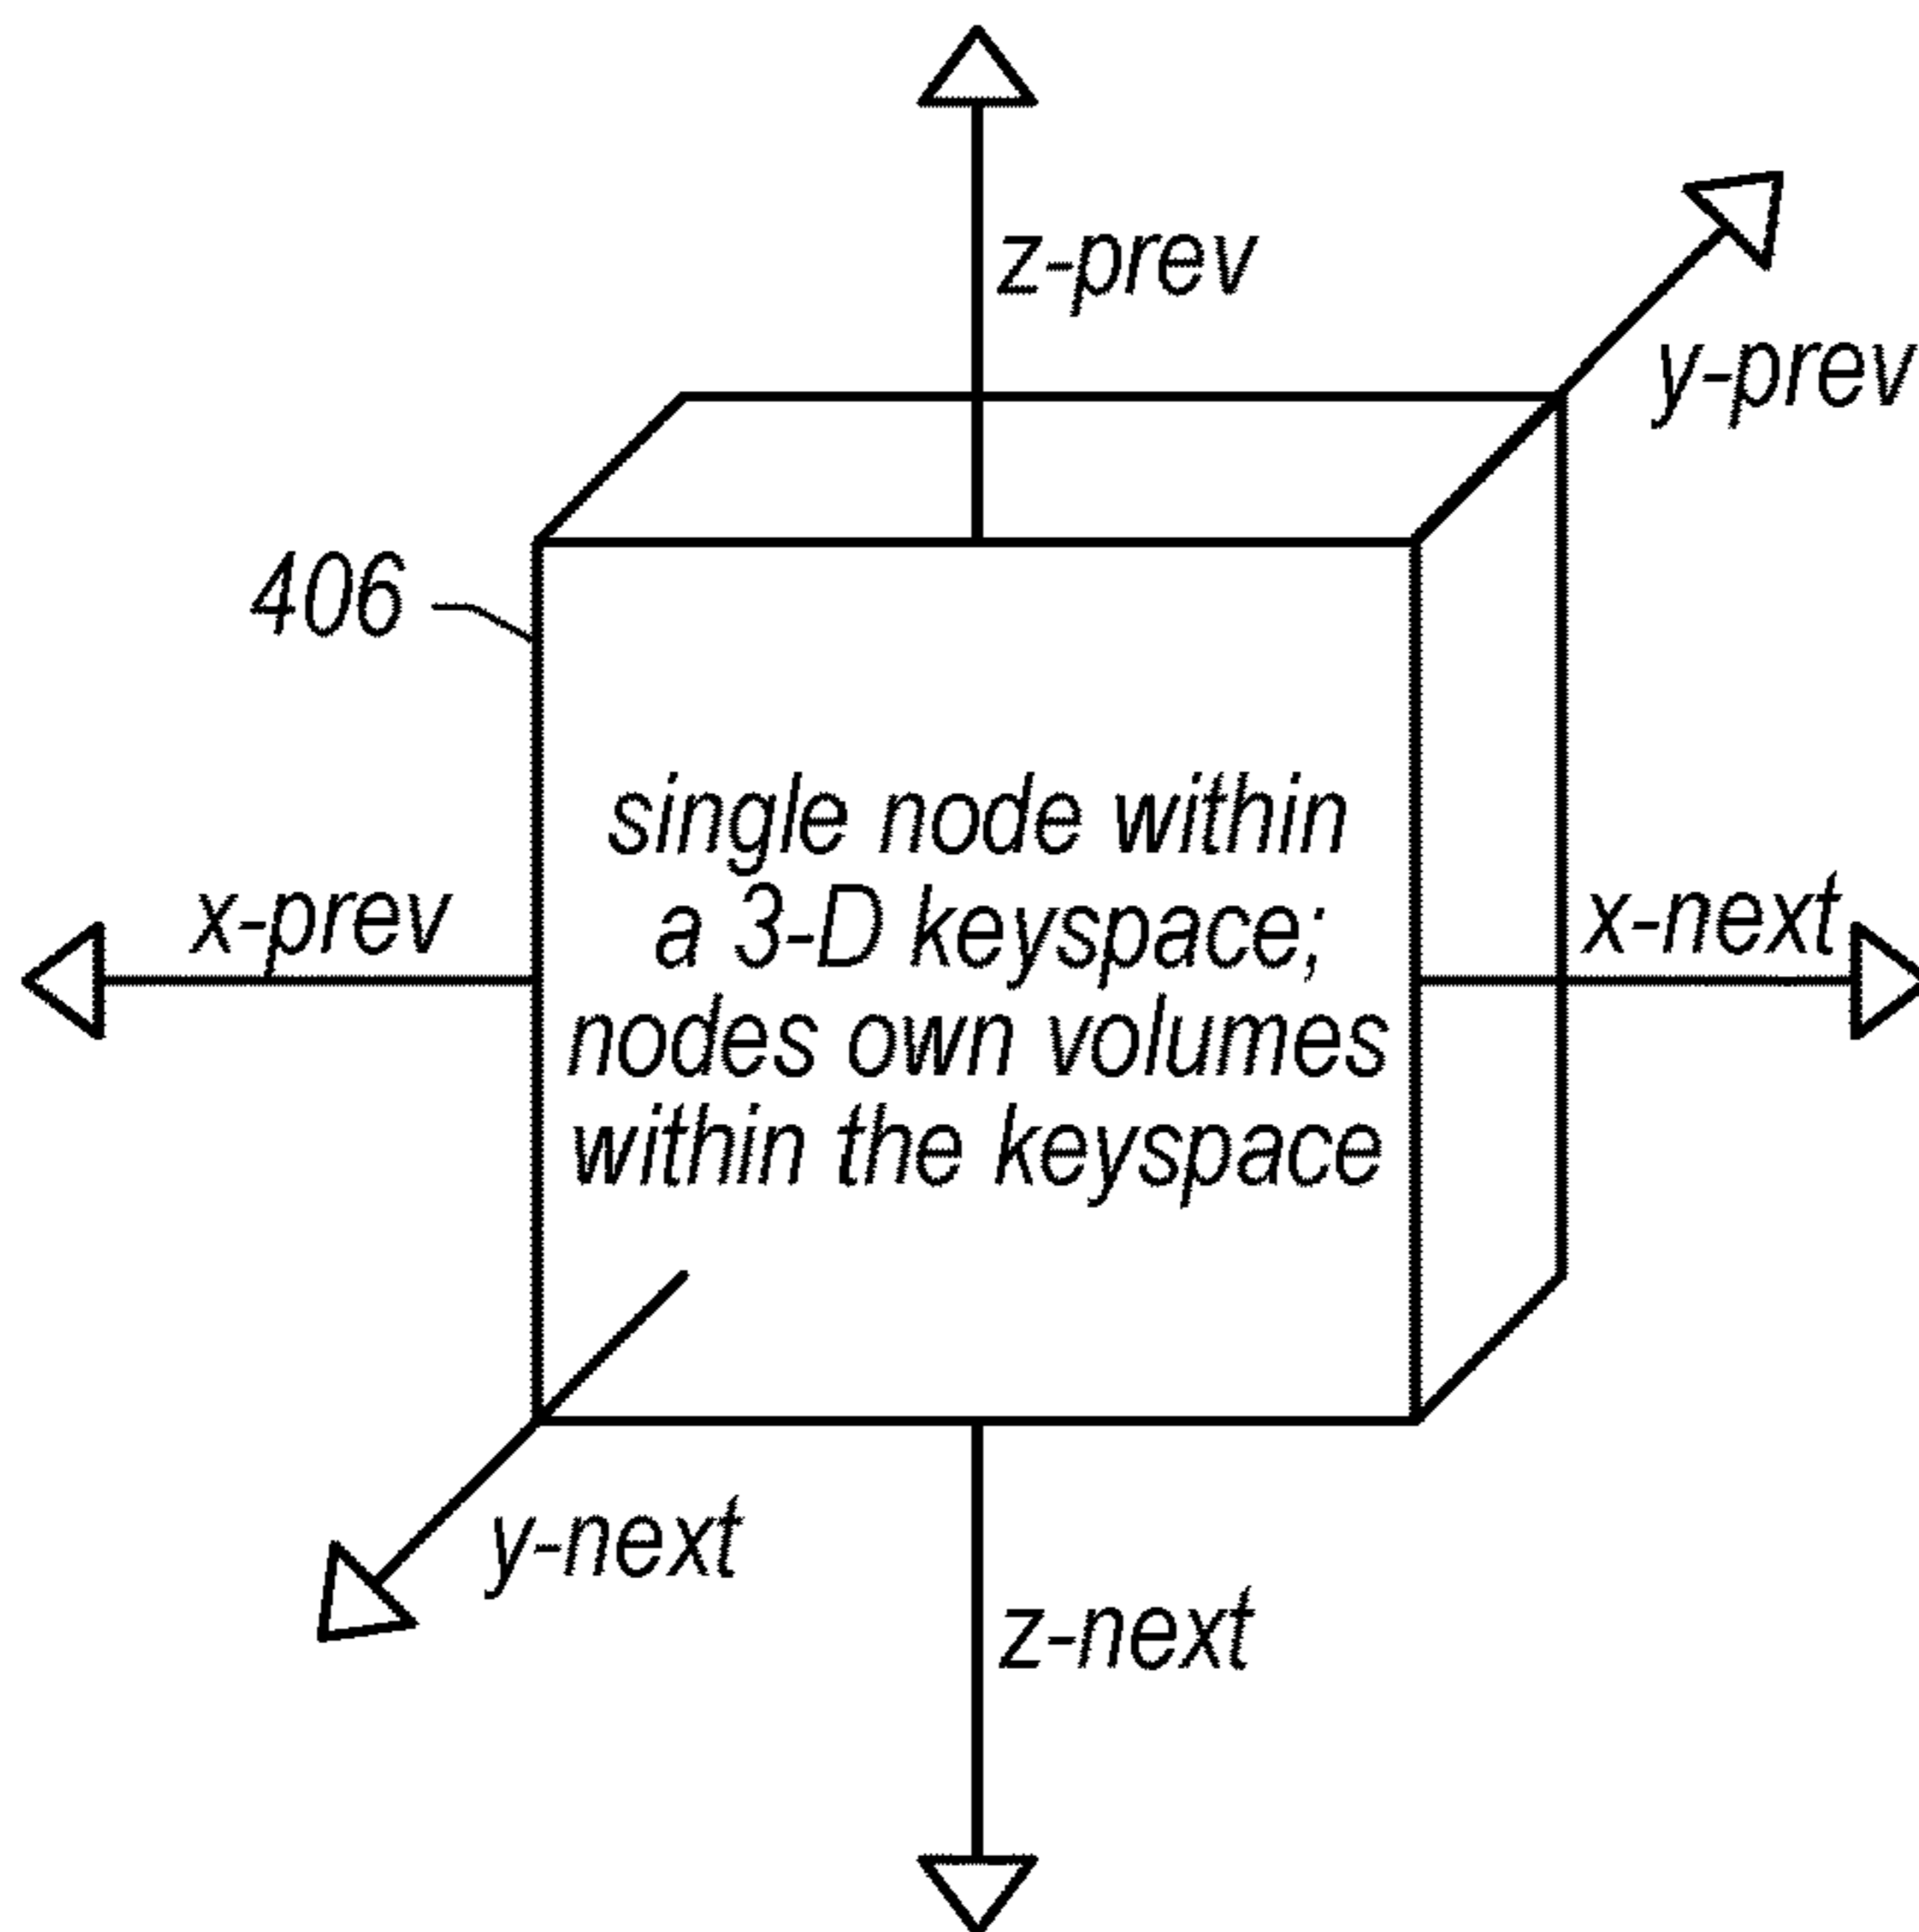 z-prev
y-prev
406
single node within
a 3-D keyspace;
nodes own volumes
within the keyspace
x-prev
x-next
y-next
z-next